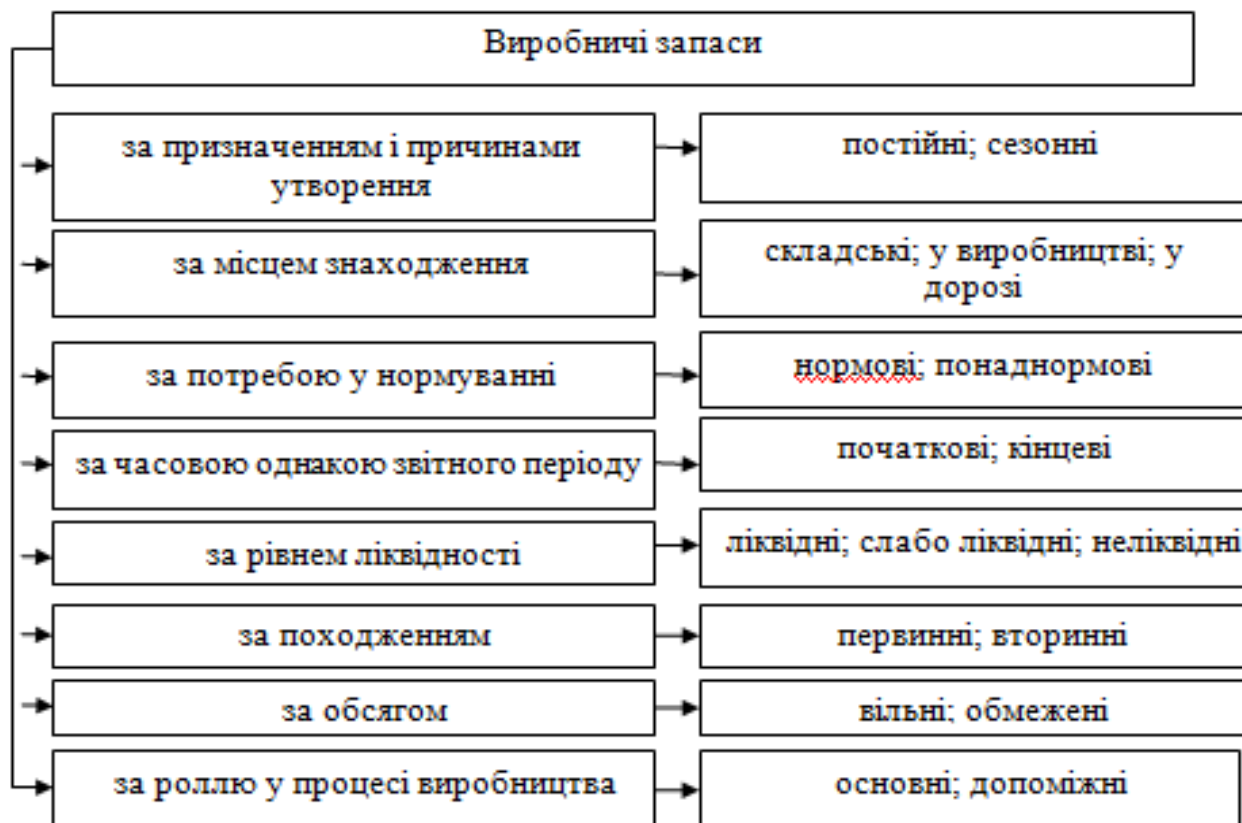 Виробничі запаси
за призначенням і причинами
утворення
постійні; сезонні
за місцем знаходження
складські; у виробництві; у
дорозі
за потребою у нормуванні
нормові; понаднормові
за часовою однакою звітного періоду
початкові; кінцеві
за рівнем ліквідності
ліквідні; слабо ліквідні; неліквідні
за походженням
первинні; вторинні
за обсягом
вільні; обмежені
за роллю у процесі виробництва
основні; допоміжні